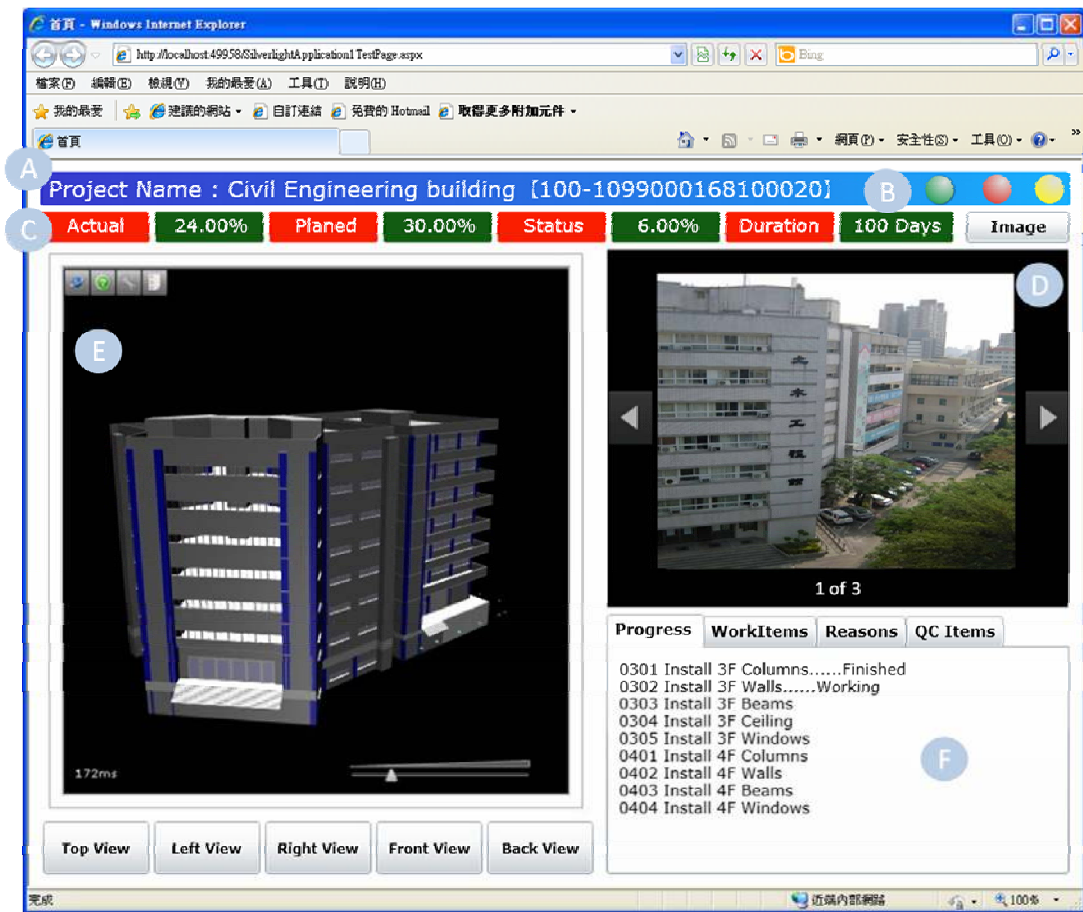 首頁 - Windows Internet Explorer
http://localhost:49958/SilverlightApplication1TestPage.aspx
Bing
檔案(F) 編輯(E) 檢視(V) 我的最愛(A) 工具(T) 說明(H)
我的最愛 建議的網站 自訂連結 免費的 Hotmail 取得更多附加元件
首頁 網頁(P) 安全性(S) 工具(O) »
A
Project Name : Civil Engineering building【100-1099000168100020】 B
C Actual 24.00% Planed 30.00% Status 6.00% Duration 100 Days Image
D
E
土
木
工
程
館
1 of 3
Progress WorkItems Reasons QC Items
0301 Install 3F Columns......Finished
0302 Install 3F Walls......Working
0303 Install 3F Beams
0304 Install 3F Ceiling
0305 Install 3F Windows
0401 Install 4F Columns
0402 Install 4F Walls
0403 Install 4F Beams
0404 Install 4F Windows
F
172ms
Top View Left View Right View Front View Back View
完成 近端內部網路 100%